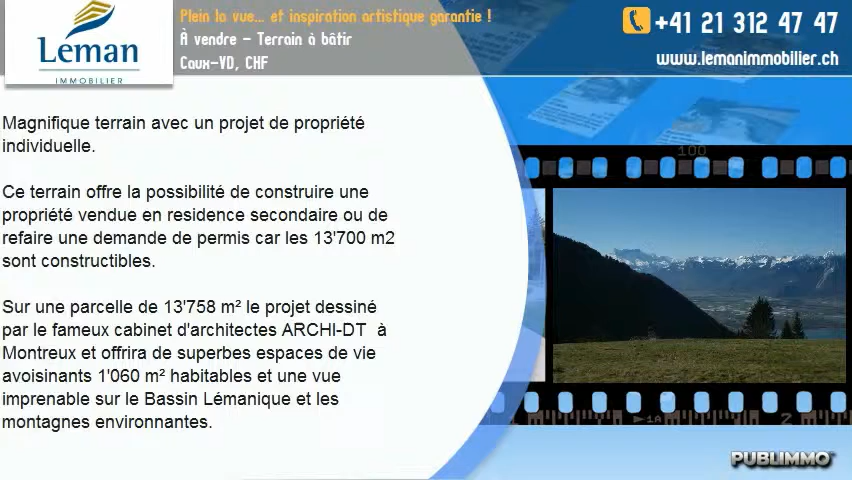 Leman
IMMOBILIER
Plein la vue... et inspiration artistique garantie !
À vendre – Terrain à bâtir
Caux-VD, CHF
+41 21 312 47 47
www.lemanimmobilier.ch
Magnifique terrain avec un projet de propriété
individuelle.
Ce terrain offre la possibilité de construire une
propriété vendue en residence secondaire ou de
refaire une demande de permis car les 13'700 m2
sont constructibles.
Sur une parcelle de 13'758 m² le projet dessiné
par le fameux cabinet d'architectes ARCHI-DT à
Montreux et offrira de superbes espaces de vie
avoisinants 1'060 m² habitables et une vue
imprenable sur le Bassin Lémanique et les
montagnes environnantes.
100
1A
2
PUBLIMMO